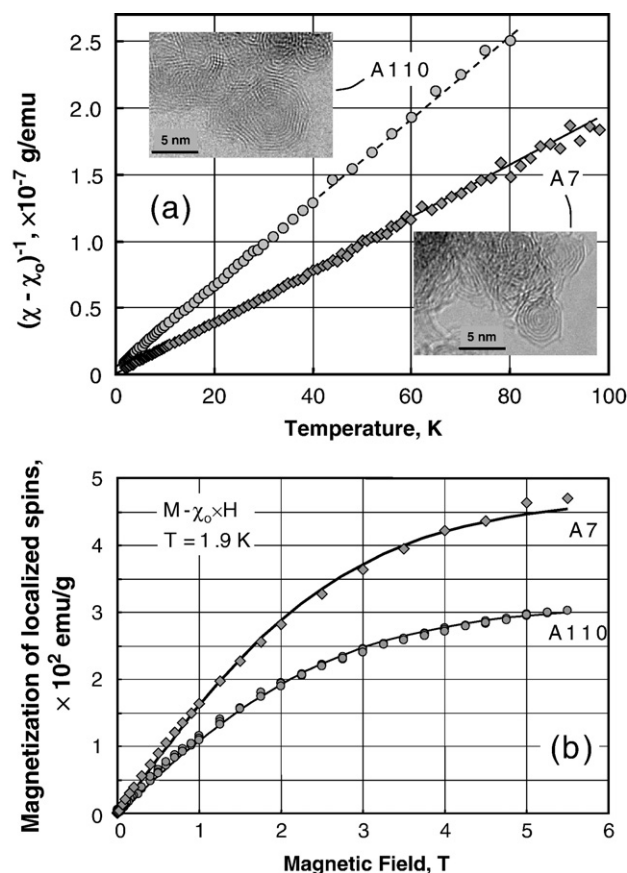 2.5
2.0
1.5
1.0
0.5
0
(χ - χₒ)⁻¹, ×10⁻⁷ g/emu
A110
5 nm
(a)
A7
5 nm
0 20 40 60 80 100
Temperature, K
5
4
3
2
1
0
Magnetization of localized spins,
× 10² emu/g
M - χₒ×H
T = 1.9 K
A7
A110
(b)
0 1 2 3 4 5 6
Magnetic Field, T